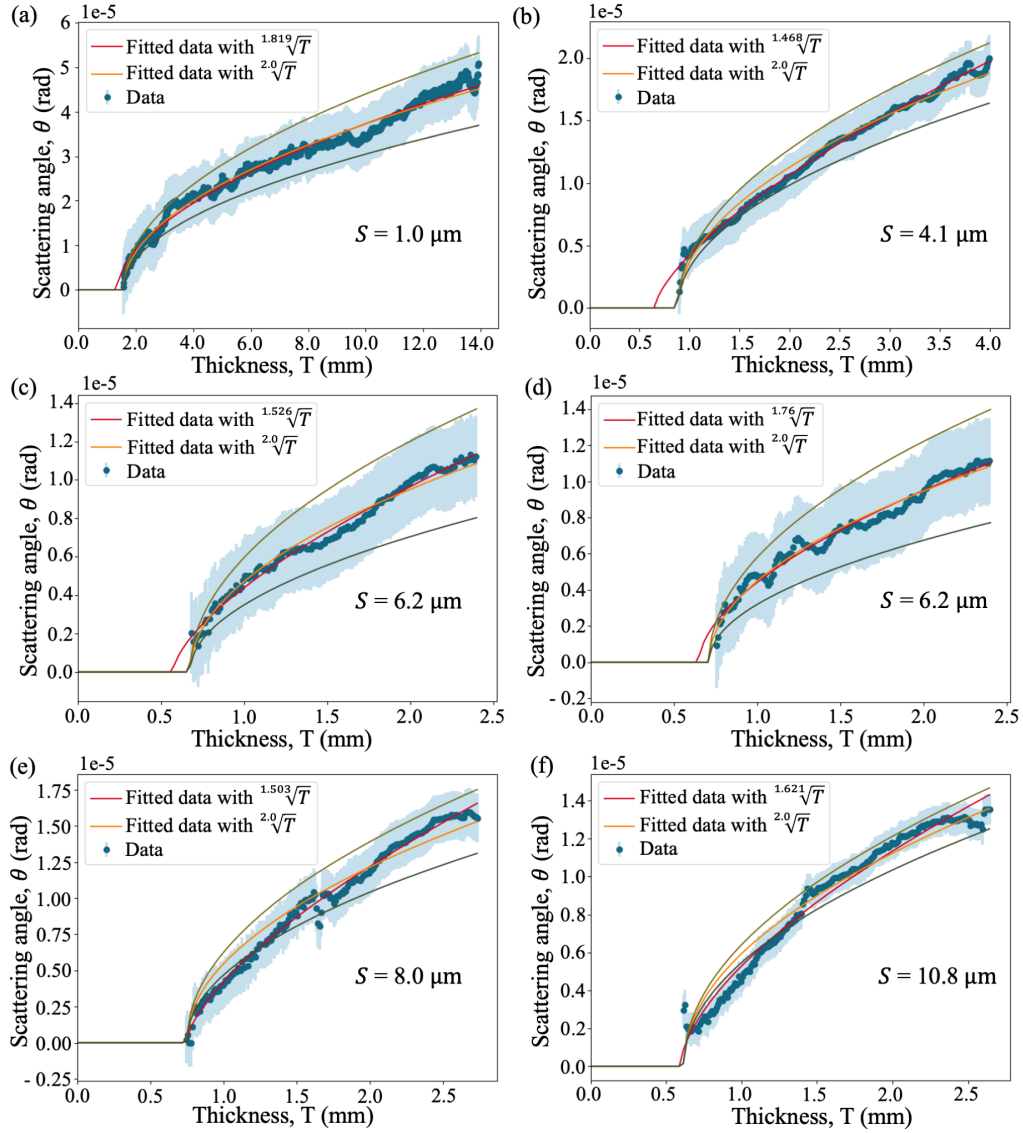 (a)
1e-5
Fitted data with ¹·⁸¹⁹√T
Fitted data with ²·⁰√T
Data
S = 1.0 μm
6
5
4
3
2
1
0
Scattering angle, θ (rad)
0.0 2.0 4.0 6.0 8.0 10.0 12.0 14.0
Thickness, T (mm)
(b)
1e-5
Fitted data with ¹·⁴⁶⁸√T
Fitted data with ²·⁰√T
Data
S = 4.1 μm
2.0
1.5
1.0
0.5
0.0
Scattering angle, θ (rad)
0.0 0.5 1.0 1.5 2.0 2.5 3.0 3.5 4.0
Thickness, T (mm)
(c)
1e-5
Fitted data with ¹·⁵²⁶√T
Fitted data with ²·⁰√T
Data
S = 6.2 μm
1.4
1.2
1.0
0.8
0.6
0.4
0.2
0.0
Scattering angle, θ (rad)
0.0 0.5 1.0 1.5 2.0 2.5
Thickness, T (mm)
(d)
1e-5
Fitted data with ¹·⁷⁶√T
Fitted data with ²·⁰√T
Data
S = 6.2 μm
1.4
1.2
1.0
0.8
0.6
0.4
0.2
0.0
- 0.2
Scattering angle, θ (rad)
0.0 0.5 1.0 1.5 2.0 2.5
Thickness, T (mm)
(e)
1e-5
Fitted data with ¹·⁵⁰³√T
Fitted data with ²·⁰√T
Data
S = 8.0 μm
1.75
1.50
1.25
1.0
0.75
0.50
0.25
0.00
- 0.25
Scattering angle, θ (rad)
0.0 0.5 1.0 1.5 2.0 2.5
Thickness, T (mm)
(f)
1e-5
Fitted data with ¹·⁶²¹√T
Fitted data with ²·⁰√T
Data
S = 10.8 μm
1.4
1.2
1.0
0.8
0.6
0.4
0.2
0.0
Scattering angle, θ (rad)
0.0 0.5 1.0 1.5 2.0 2.5
Thickness, T (mm)